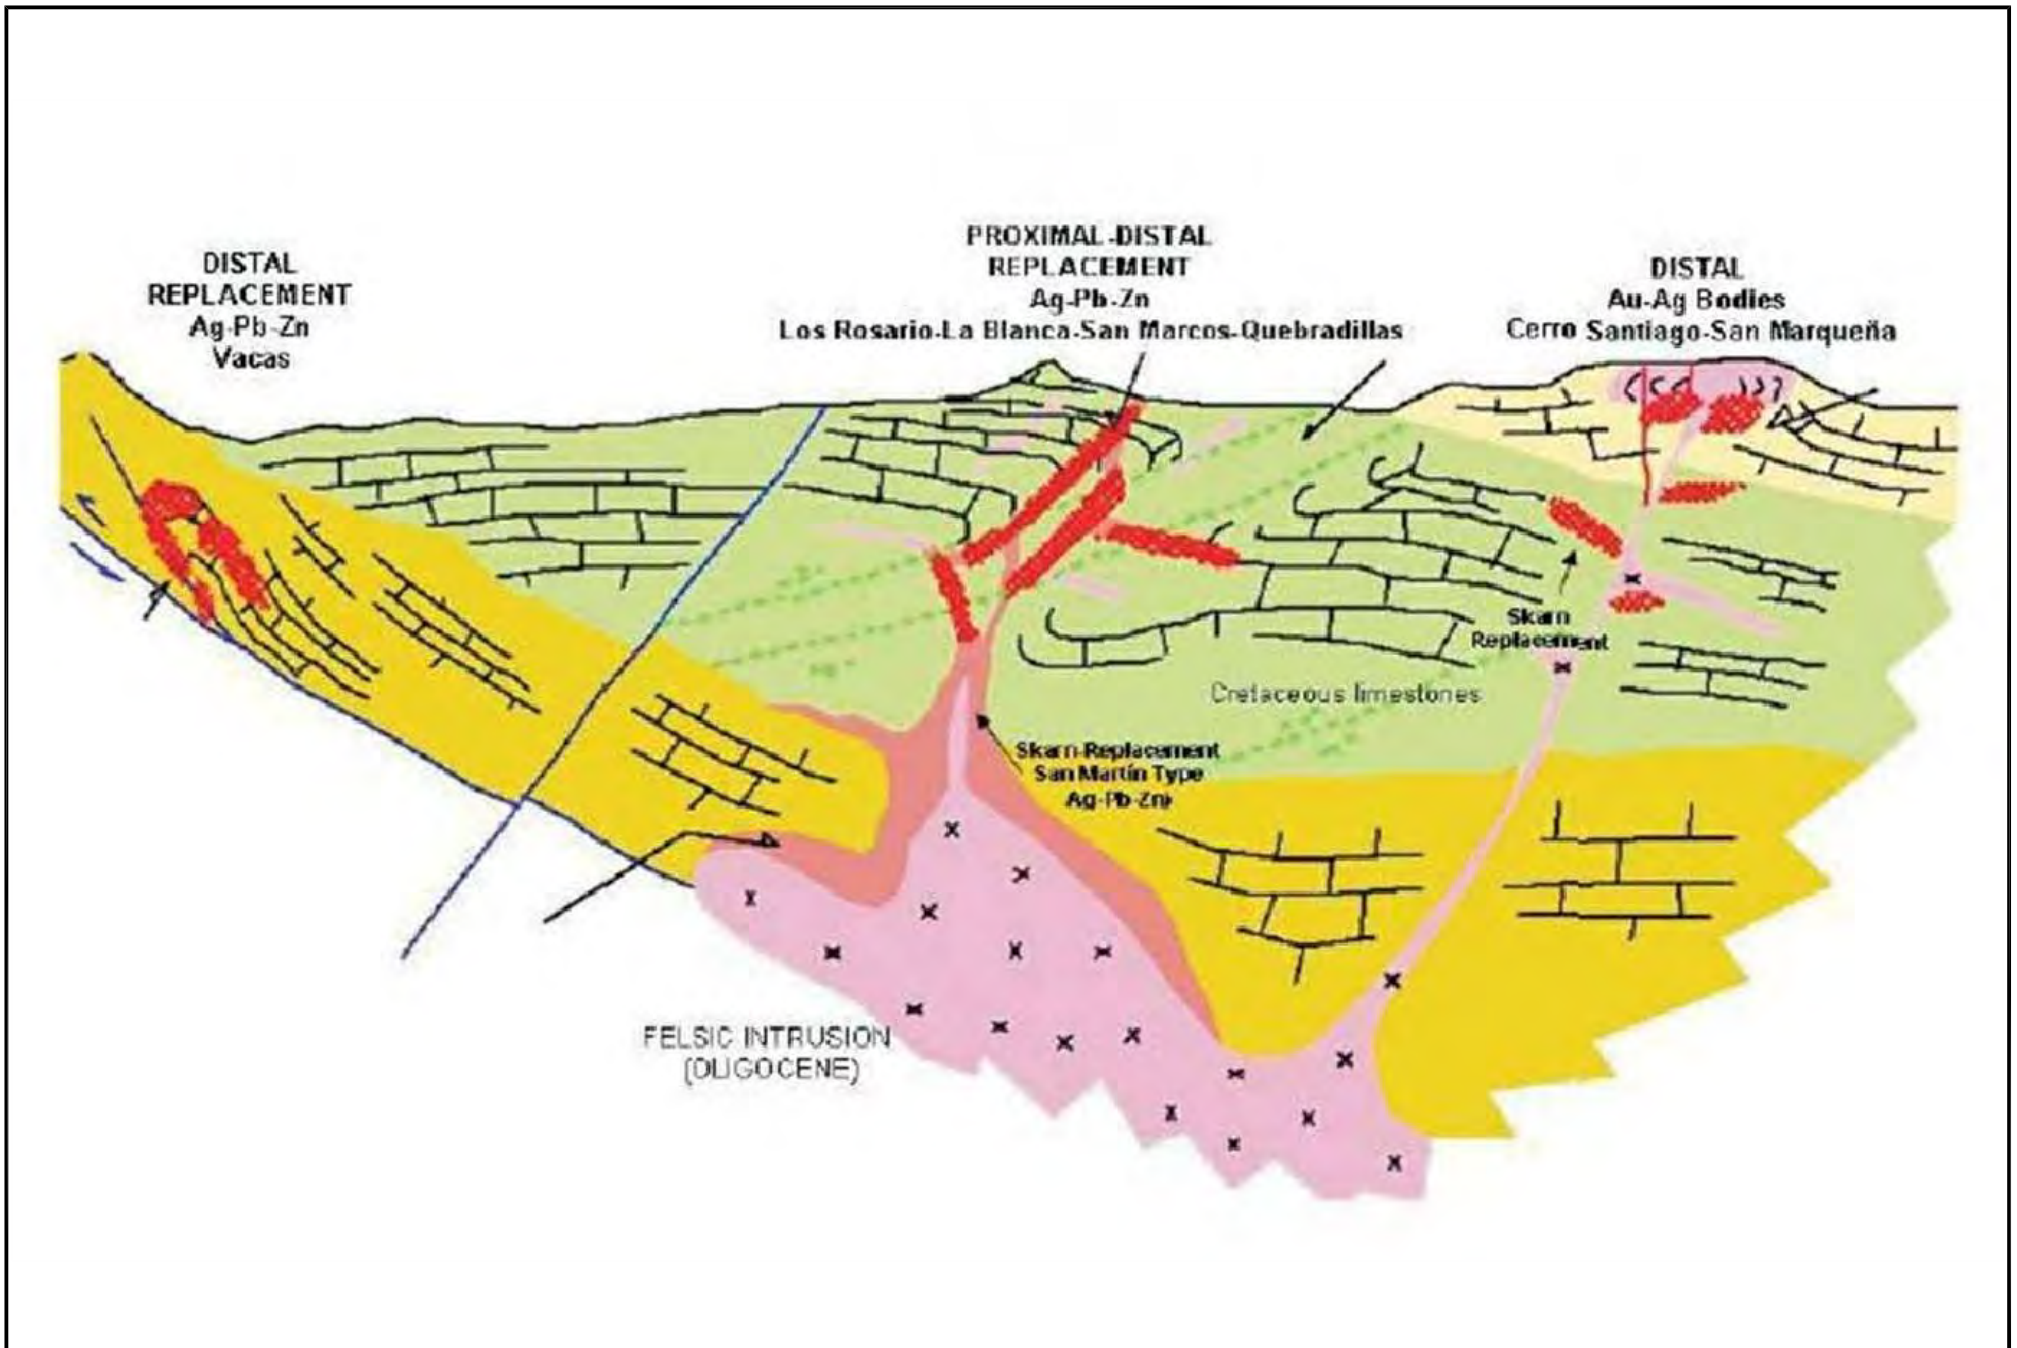 DISTAL
REPLACEMENT
Ag-Pb-Zn
Vacas
PROXIMAL-DISTAL
REPLACEMENT
Ag-Pb-Zn
Los Rosario-La Blanca-San Marcos-Quebradillas
DISTAL
Au-Ag Bodies
Cerro Santiago-San Marqueña
Skarn
Replacement
Cretaceous limestones
Skarn-Replacement
San Martín Type
Ag-Pb-Zn
FELSIC INTRUSION
(OLIGOCENE)